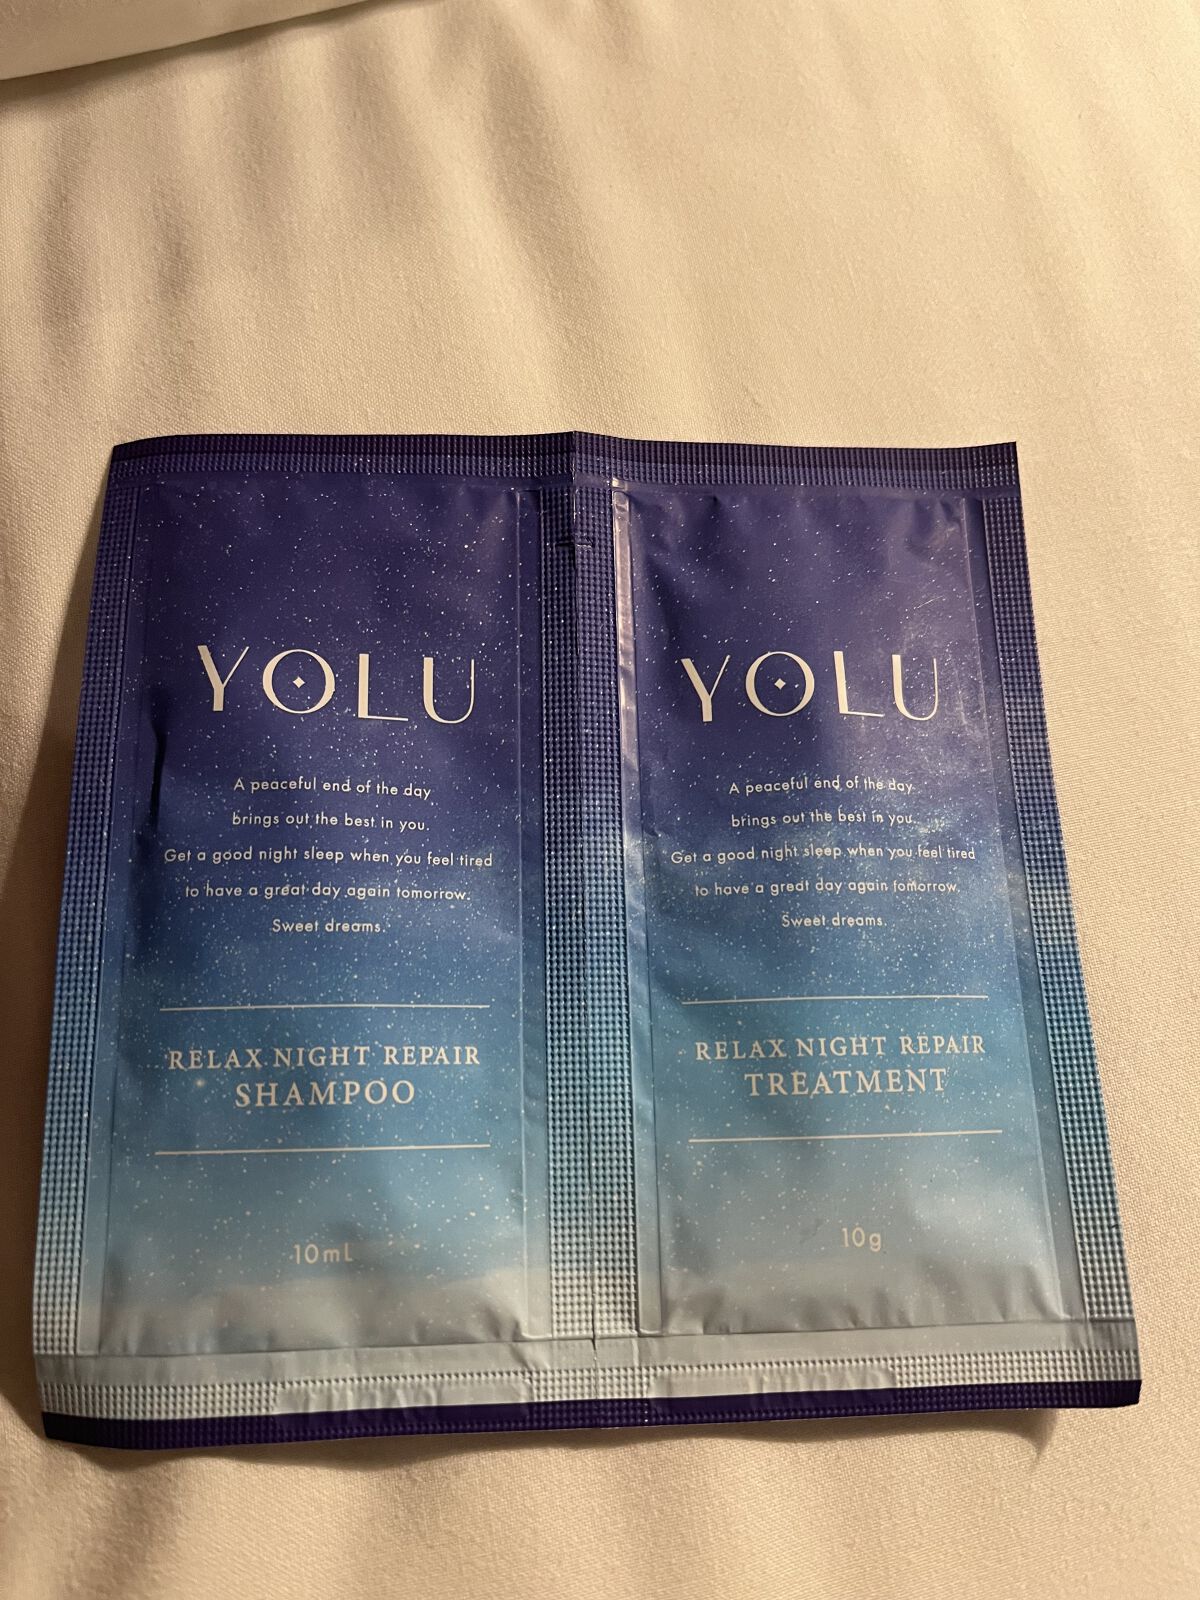 YOLU
A peaceful end of the day
brings out the best in you.
Get a good night sleep when you feel tired
to have a great day again tomorrow.
Sweet dreams.
RELAX NIGHT REPAIR
SHAMPOO
10mL
YOLU
A peaceful end of the day
brings out the best in you.
Get a good night sleep when you feel tired
to have a great day again tomorrow.
Sweet dreams.
RELAX NIGHT REPAIR
TREATMENT
10g